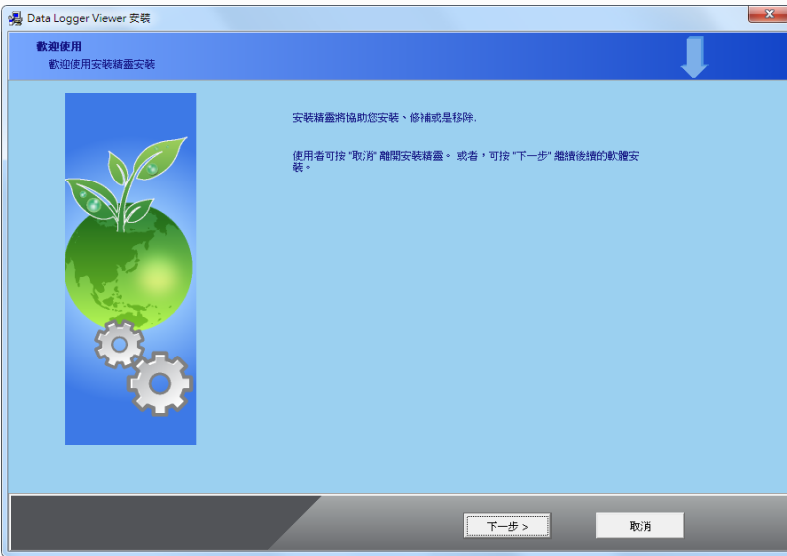 Data Logger Viewer 安裝
歡迎使用
歡迎使用安裝精靈安裝
安裝精靈將協助您安裝、修補或是移除.
使用者可按 "取消" 離開安裝精靈。 或者，可按 "下一步" 繼續後續的軟體安
裝。
下一步 >
取消